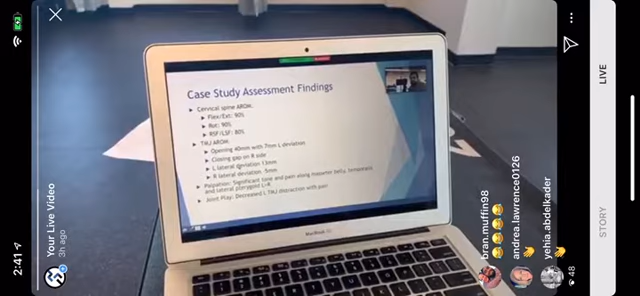 Case Study Assessment Findings
Cervical spine AROM:
Flex/Ext: 90%
Rot: 90%
RSF/LSF: 80%
TMJ AROM:
Opening 40mm with 7mm L deviation
Closing gap on R side
L lateral deviation 13mm
R lateral deviation 5mm
Palpation: Significant tone and pain along masseter belly, temporalis
and lateral pterygoid L>R
Joint Play: Decreased L TMJ distraction with pain
MacBook Air
2:41
Your Live Video
3h ago
bran.muffin98
andrea.lawrence0126
yehia.abdelkader
48
LIVE
STORY